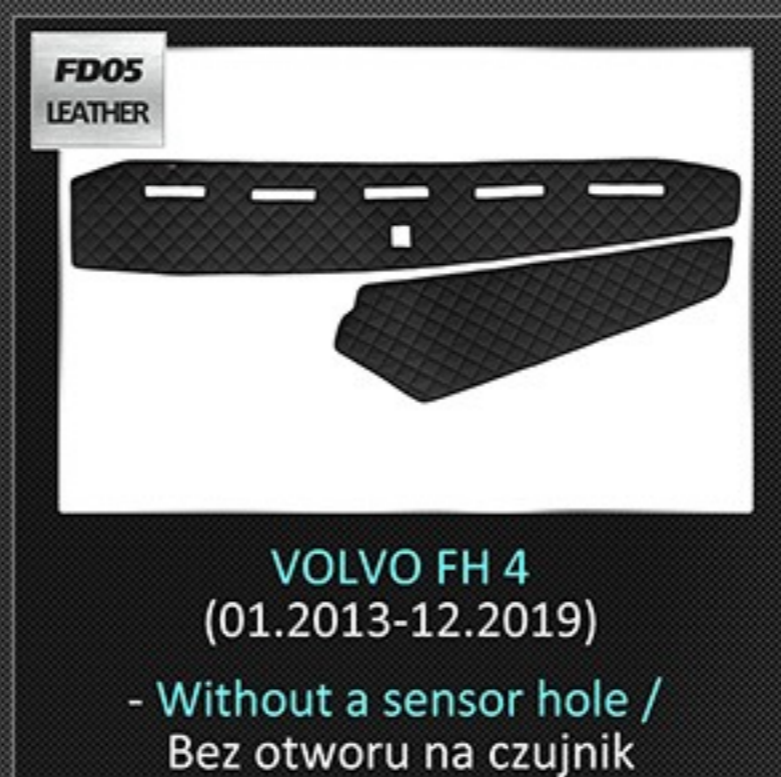 FD05
LEATHER
VOLVO FH 4
(01.2013-12.2019)
- Without a sensor hole /
Bez otworu na czujnik